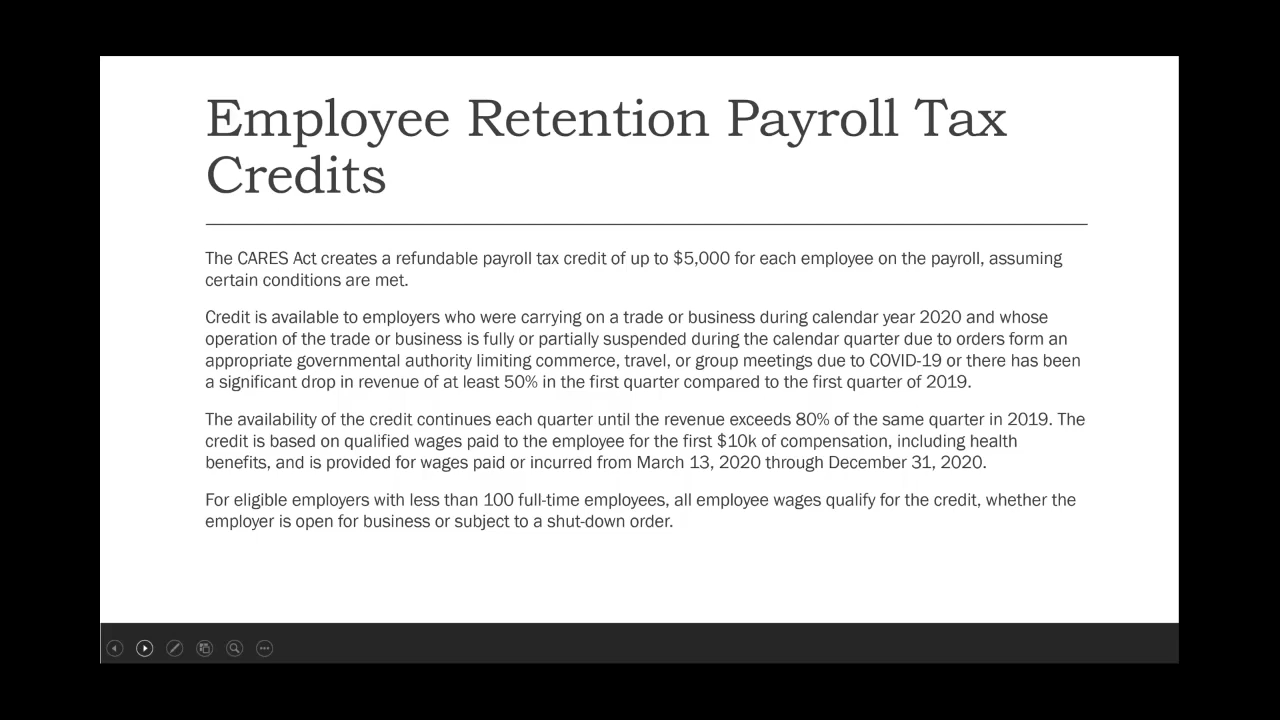 Employee Retention Payroll Tax
Credits
The CARES Act creates a refundable payroll tax credit of up to $5,000 for each employee on the payroll, assuming
certain conditions are met.
Credit is available to employers who were carrying on a trade or business during calendar year 2020 and whose
operation of the trade or business is fully or partially suspended during the calendar quarter due to orders form an
appropriate governmental authority limiting commerce, travel, or group meetings due to COVID-19 or there has been
a significant drop in revenue of at least 50% in the first quarter compared to the first quarter of 2019.
The availability of the credit continues each quarter until the revenue exceeds 80% of the same quarter in 2019. The
credit is based on qualified wages paid to the employee for the first $10k of compensation, including health
benefits, and is provided for wages paid or incurred from March 13, 2020 through December 31, 2020.
For eligible employers with less than 100 full-time employees, all employee wages qualify for the credit, whether the
employer is open for business or subject to a shut-down order.